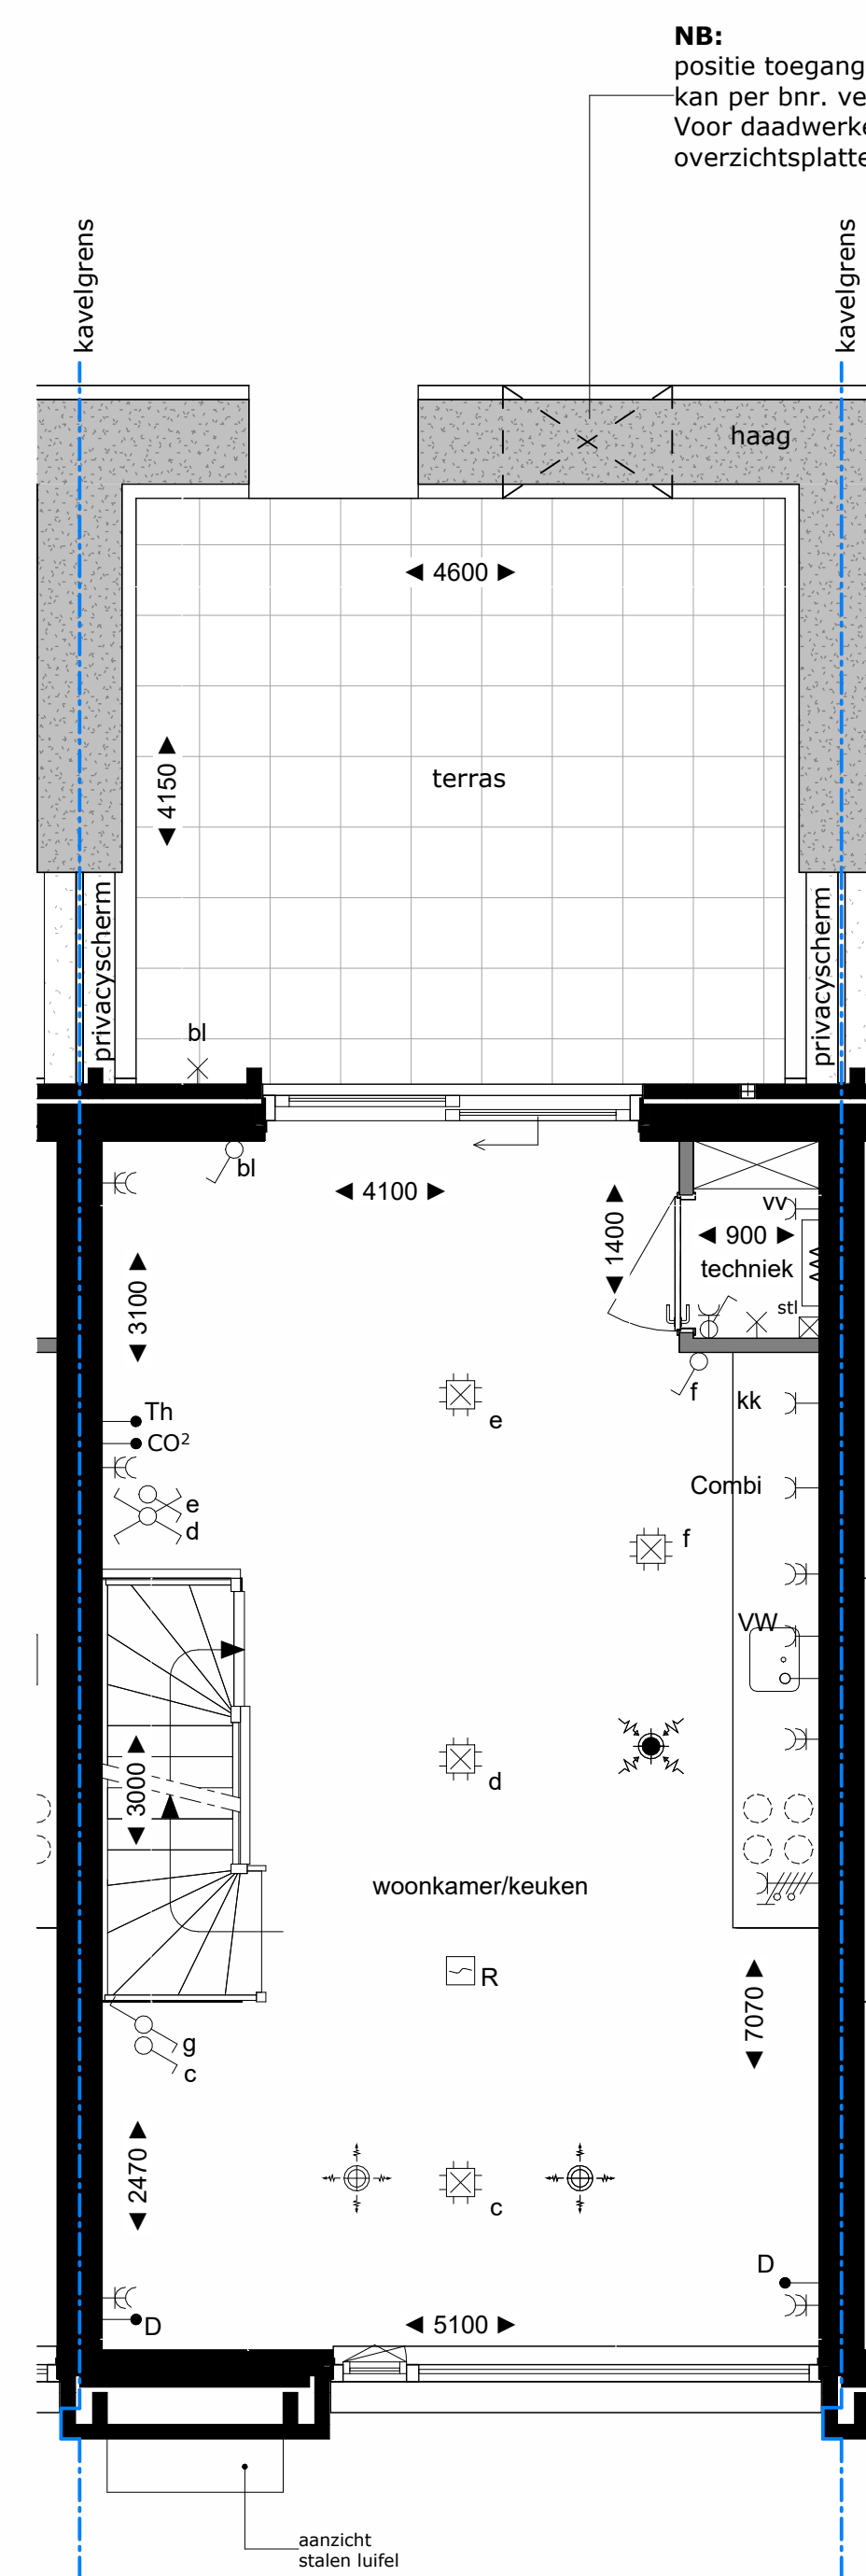 NB:
positie toegang
kan per bnr. ve
Voor daadwerke
overzichtsplatte
kavelgrens
kavelgrens
haag
4600
4150
terras
privacyscherm
privacyscherm
bl
bl
4100
1400
vv
900
techniek
stl
3100
f
kk
Th
CO²
e
Combi
e
d
f
VW
3000
d
woonkamer/keuken
R
7070
g
c
2470
c
D
D
5100
aanzicht
stalen luifel